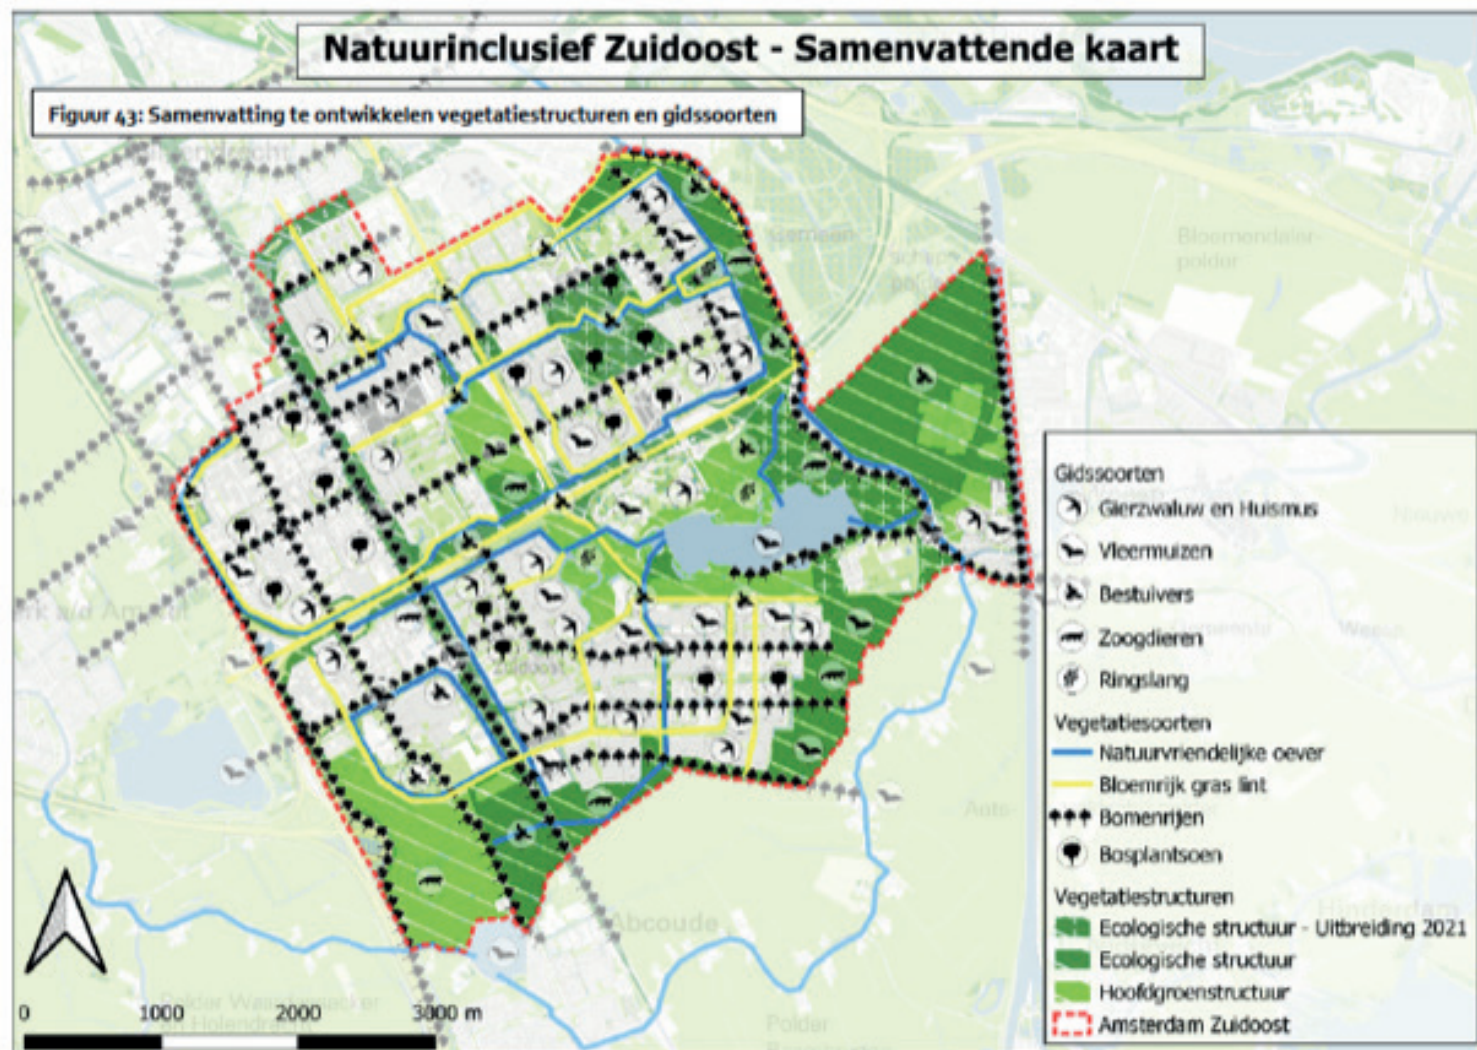 Natuurinclusief Zuidoost - Samenvattende kaart
Figuur 43: Samenvatting te ontwikkelen vegetatiestructuren en gidssoorten
Bloemendaler-
polder
Gidssoorten
Gierzwaluw en Huismus
Vleermuizen
Bestuivers
Zoogdieren
Ringslang
Vegetatiesoorten
Natuurvriendelijke oever
Bloemrijk gras lint
Bomenrijen
Bosplantsoen
Vegetatiestructuren
Ecologische structuur - Uitbreiding 2021
Ecologische structuur
Hoofdgroenstructuur
Amsterdam Zuidoost
Zuidoost
Abcoude
Hinderdam
Polder
0 1000 2000 3000 m